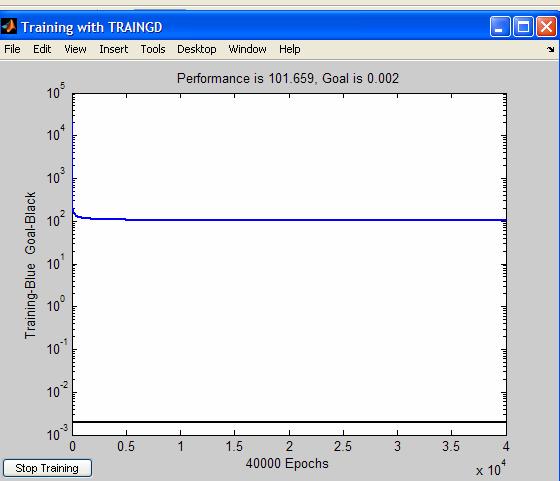 Training with TRAINGD
File Edit View Insert Tools Desktop Window Help
Performance is 101.659, Goal is 0.002
10^5
10^4
10^3
10^2
10^1
10^0
10^-1
10^-2
10^-3
Training-Blue Goal-Black
0 0.5 1 1.5 2 2.5 3 3.5 4
x 10^4
40000 Epochs
Stop Training